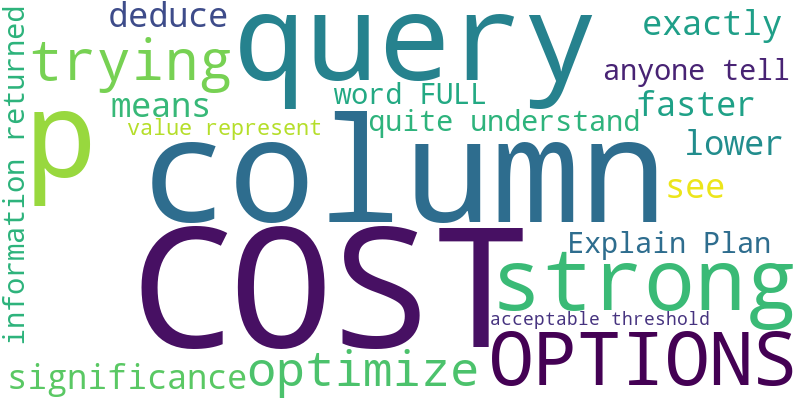 information returned
deduce
query
exactly
trying
anyone tell
means
word FULL
faster
p
value represent
quite understand
lower
column
see
COST
Explain Plan
strong
acceptable threshold
significance
optimize
OPTIONS